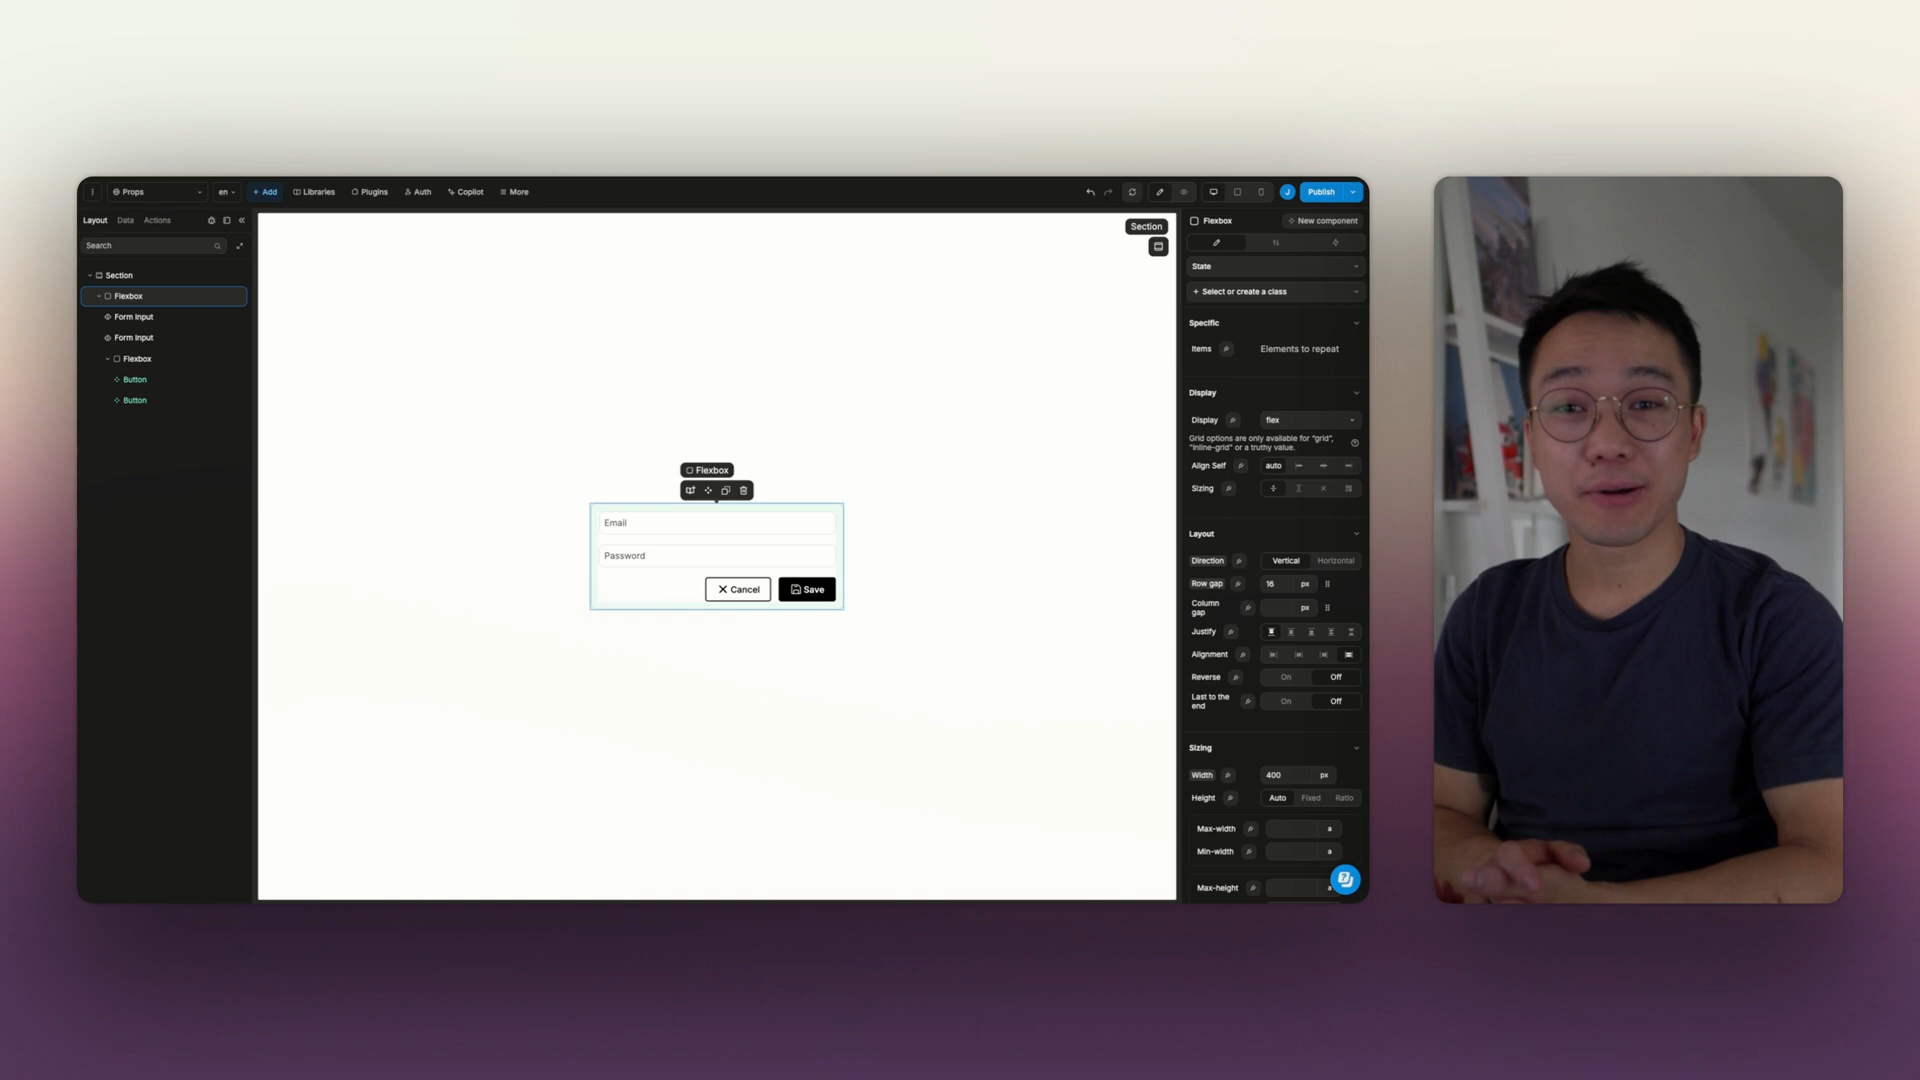 Props
en
+ Add
Libraries
Plugins
Auth
Copilot
More
J
Publish
Layout
Data
Actions
Search
Section
Flexbox
Form Input
Form Input
Flexbox
Button
Button
Section
Flexbox
Email
Password
Cancel
Save
Flexbox
New component
State
+ Select or create a class
Specific
Items
Elements to repeat
Display
Display
flex
Grid options are only available for "grid",
"inline-grid" or a truthy value.
Align Self
auto
Sizing
Layout
Direction
Vertical
Horizontal
Row gap
16
px
Column
gap
px
Justify
Alignment
Reverse
On
Off
Last to the
end
On
Off
Sizing
Width
400
px
Height
Auto
Fixed
Ratio
Max-width
a
Min-width
a
Max-height
a